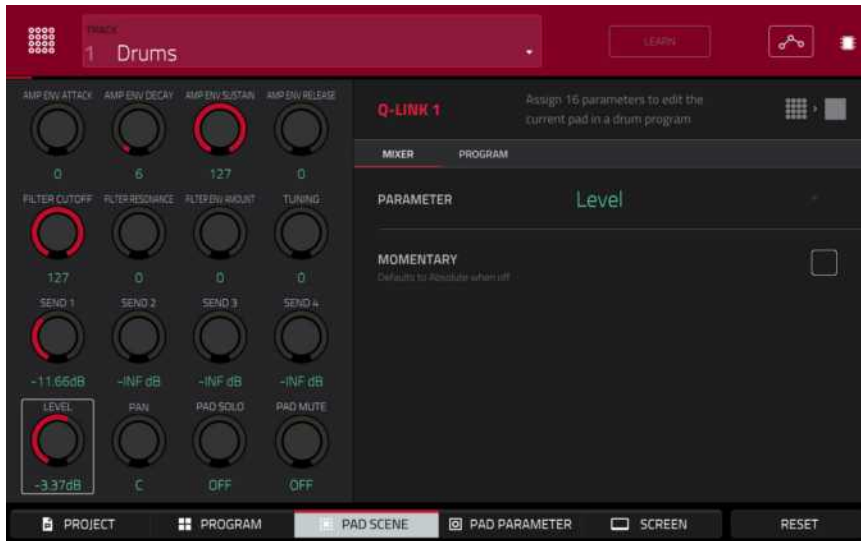 TRACK
1 Drums
LEARN
AMP ENV ATTACK AMP ENV DECAY AMP ENV SUSTAIN AMP ENV RELEASE
0 6 127 0
FILTER CUTOFF FILTER RESONANCE FILTER ENV AMOUNT TUNING
127 0 0 0
SEND 1 SEND 2 SEND 3 SEND 4
-11.66dB -INF dB -INF dB -INF dB
LEVEL PAN PAD SOLO PAD MUTE
-3.37dB C OFF OFF
Q-LINK 1
Assign 16 parameters to edit the
current pad in a drum program
MIXER PROGRAM
PARAMETER Level
MOMENTARY
Defaults to Absolute when off
PROJECT PROGRAM PAD SCENE PAD PARAMETER SCREEN RESET